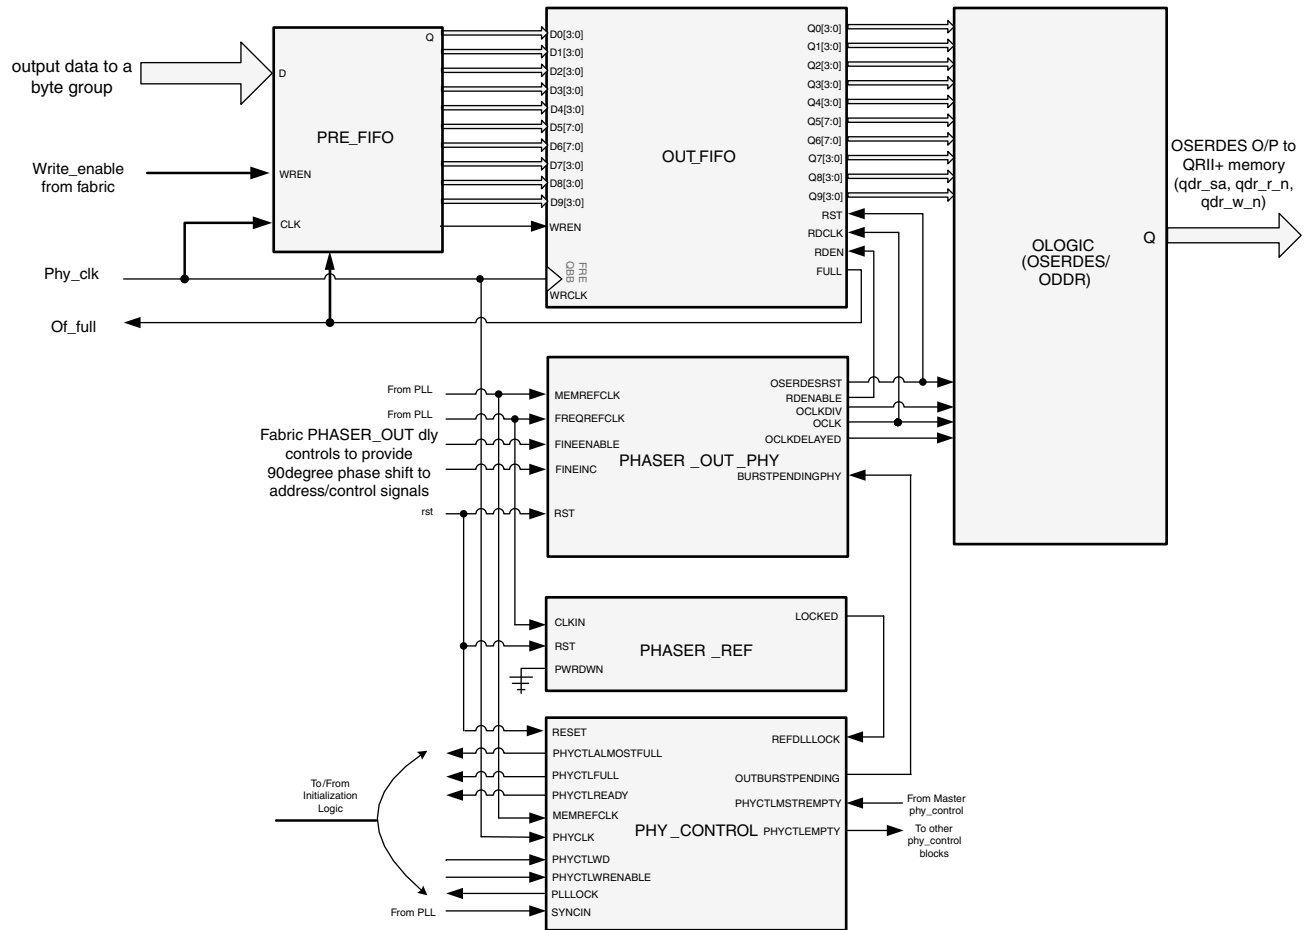 output data to a
byte group
Write_enable
from fabric
Phy_clk
Of_full
D
Q
PRE_FIFO
WREN
CLK
D0[3:0]
D1[3:0]
D2[3:0]
D3[3:0]
D4[3:0]
D5[7:0]
D6[7:0]
D7[3:0]
D8[3:0]
D9[3:0]
WREN
FRE
QBB
WRCLK
OUT_FIFO
Q0[3:0]
Q1[3:0]
Q2[3:0]
Q3[3:0]
Q4[3:0]
Q5[7:0]
Q6[7:0]
Q7[3:0]
Q8[3:0]
Q9[3:0]
RST
RDCLK
RDEN
FULL
OLOGIC
(OSERDES/
ODDR)
Q
OSERDES O/P to
QRII+ memory
(qdr_sa, qdr_r_n,
qdr_w_n)
From PLL
From PLL
Fabric PHASER_OUT dly
controls to provide
90degree phase shift to
address/control signals
rst
MEMREFCLK
FREQREFCLK
FINEENABLE
FINEINC
RST
PHASER _OUT _PHY
OSERDESRST
RDENABLE
OCLKDIV
OCLK
OCLKDELAYED
BURSTPENDINGPHY
CLKIN
RST
PWRDWN
PHASER _REF
LOCKED
To/From
Initialization
Logic
From PLL
RESET
PHYCTLALMOSTFULL
PHYCTLFULL
PHYCTLREADY
MEMREFCLK
PHYCLK
PHYCTLWD
PHYCTLWRENABLE
PLLLOCK
SYNCIN
PHY _CONTROL
REFDLLLOCK
OUTBURSTPENDING
PHYCTLMSTREMPTY
PHYCTLEMPTY
From Master
phy_control
To other
phy_control
blocks